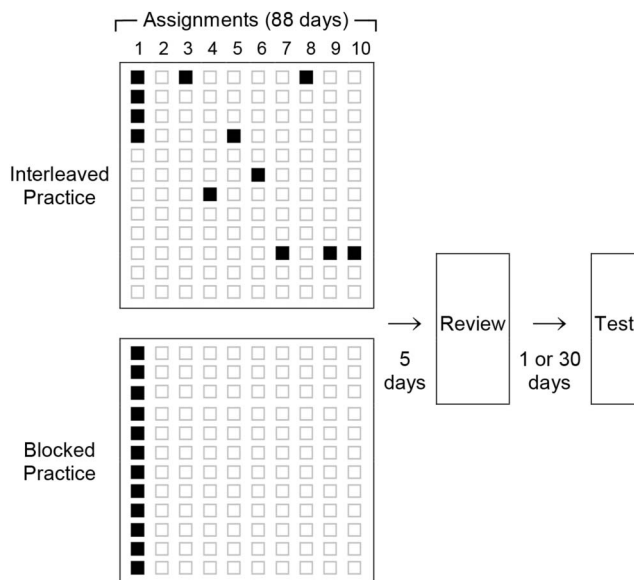 Assignments (88 days)
1 2 3 4 5 6 7 8 9 10
Interleaved
Practice
Blocked
Practice
5
days
Review
1 or 30
days
Test